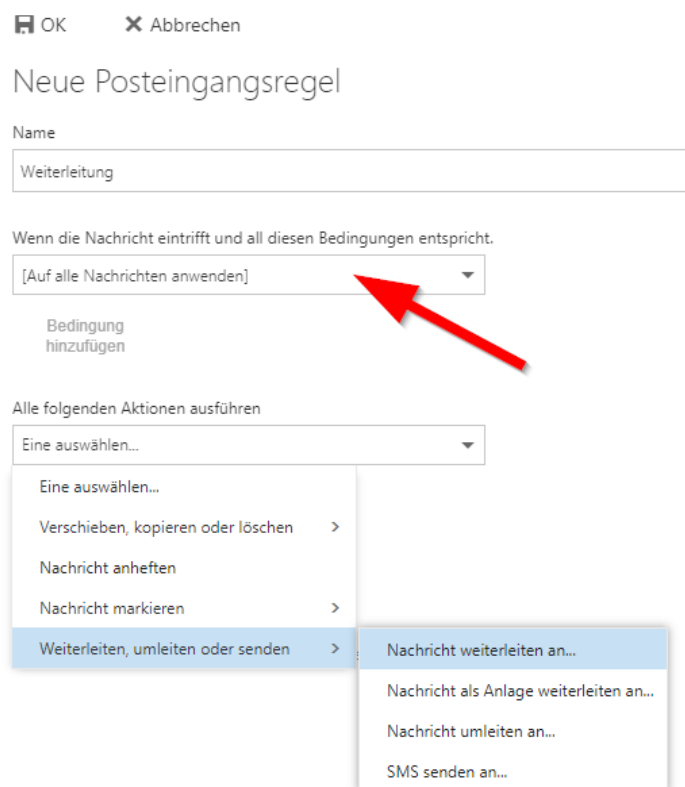 OK Abbrechen
Neue Posteingangsregel
Name
Weiterleitung
Wenn die Nachricht eintrifft und all diesen Bedingungen entspricht.
[Auf alle Nachrichten anwenden]
Bedingung
hinzufügen
Alle folgenden Aktionen ausführen
Eine auswählen...
Eine auswählen...
Verschieben, kopieren oder löschen
Nachricht anheften
Nachricht markieren
Weiterleiten, umleiten oder senden
Nachricht weiterleiten an...
Nachricht als Anlage weiterleiten an...
Nachricht umleiten an...
SMS senden an...